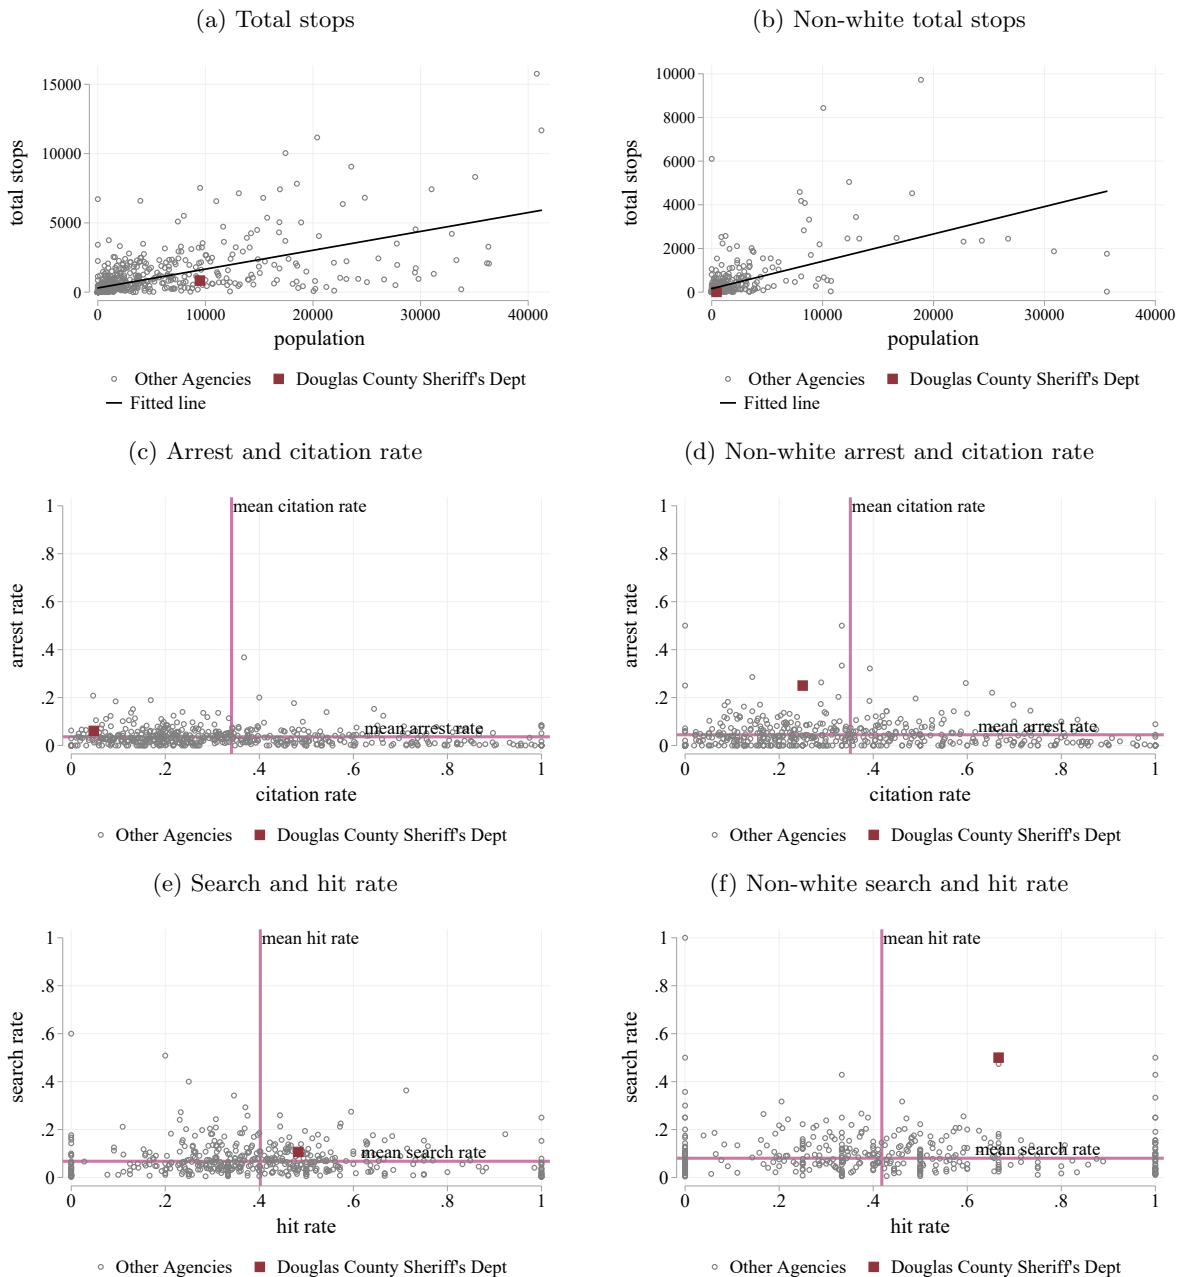 (a) Total stops
15000
10000
5000
0
total stops
0 10000 20000 30000 40000
population
Other Agencies Douglas County Sheriff's Dept
Fitted line
(b) Non-white total stops
10000
8000
6000
4000
2000
0
total stops
0 10000 20000 30000 40000
population
Other Agencies Douglas County Sheriff's Dept
Fitted line
(c) Arrest and citation rate
mean citation rate
1
.8
.6
.4
.2
0
arrest rate
mean arrest rate
0 .2 .4 .6 .8 1
citation rate
Other Agencies Douglas County Sheriff's Dept
(d) Non-white arrest and citation rate
mean citation rate
1
.8
.6
.4
.2
0
arrest rate
mean arrest rate
0 .2 .4 .6 .8 1
citation rate
Other Agencies Douglas County Sheriff's Dept
(e) Search and hit rate
mean hit rate
1
.8
.6
.4
.2
0
search rate
mean search rate
0 .2 .4 .6 .8 1
hit rate
Other Agencies Douglas County Sheriff's Dept
(f) Non-white search and hit rate
mean hit rate
1
.8
.6
.4
.2
0
search rate
mean search rate
0 .2 .4 .6 .8 1
hit rate
Other Agencies Douglas County Sheriff's Dept